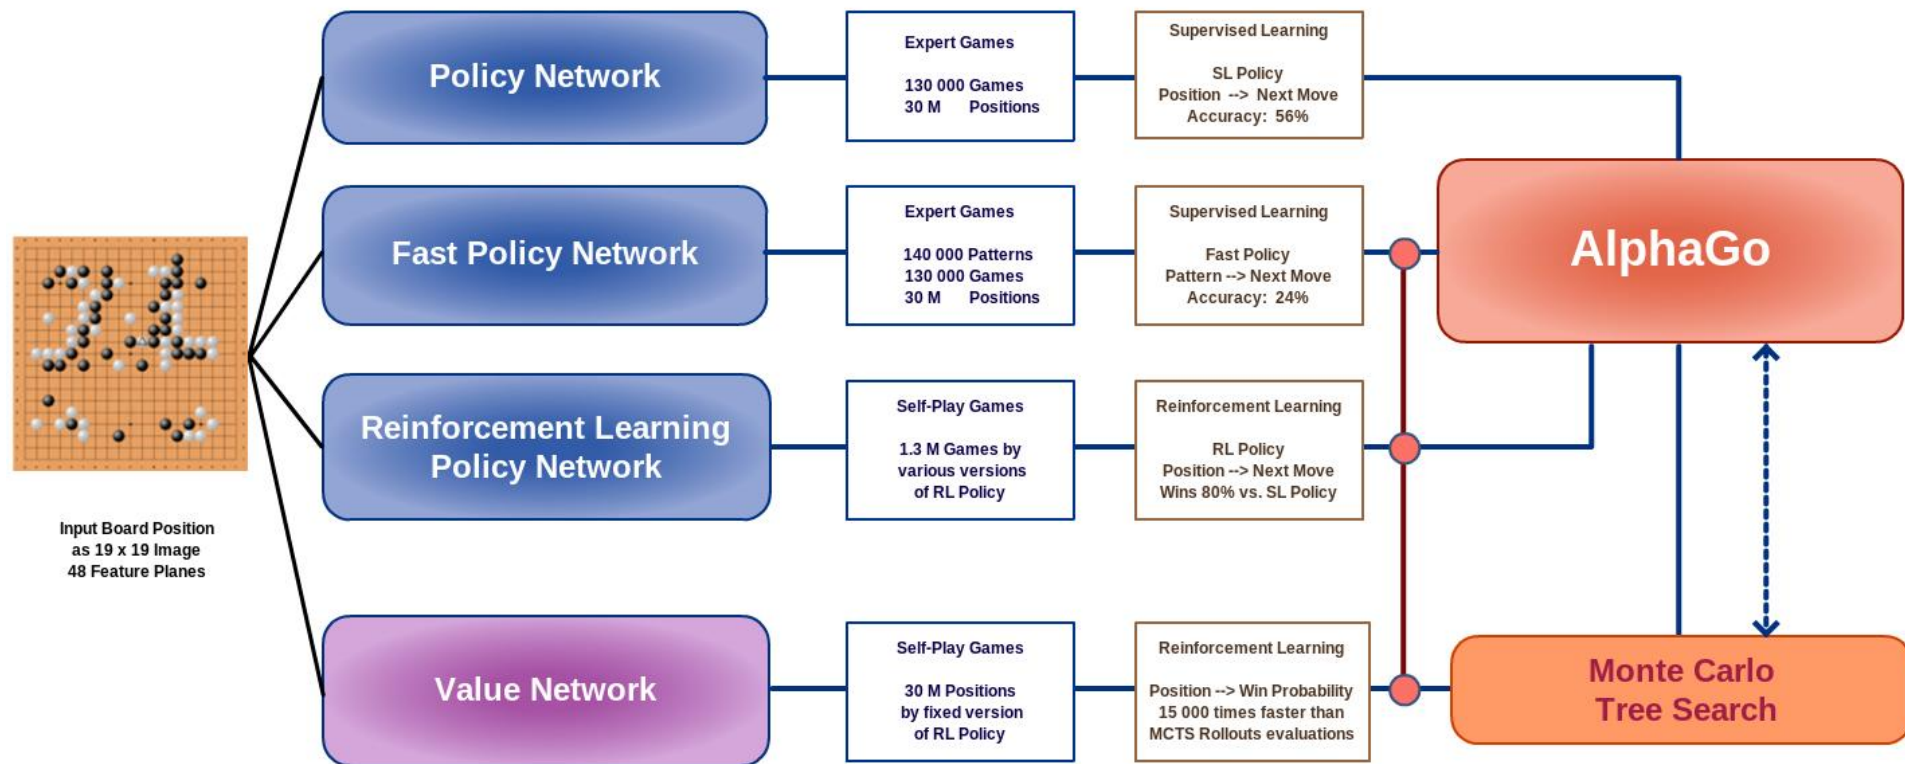 Policy Network
Expert Games
130 000 Games
30 M Positions
Supervised Learning
SL Policy
Position --> Next Move
Accuracy: 56%
Fast Policy Network
Expert Games
140 000 Patterns
130 000 Games
30 M Positions
Supervised Learning
Fast Policy
Pattern --> Next Move
Accuracy: 24%
AlphaGo
Reinforcement Learning
Policy Network
Self-Play Games
1.3 M Games by
various versions
of RL Policy
Reinforcement Learning
RL Policy
Position --> Next Move
Wins 80% vs. SL Policy
Input Board Position
as 19 x 19 Image
48 Feature Planes
Value Network
Self-Play Games
30 M Positions
by fixed version
of RL Policy
Reinforcement Learning
Position --> Win Probability
15 000 times faster than
MCTS Rollouts evaluations
Monte Carlo
Tree Search